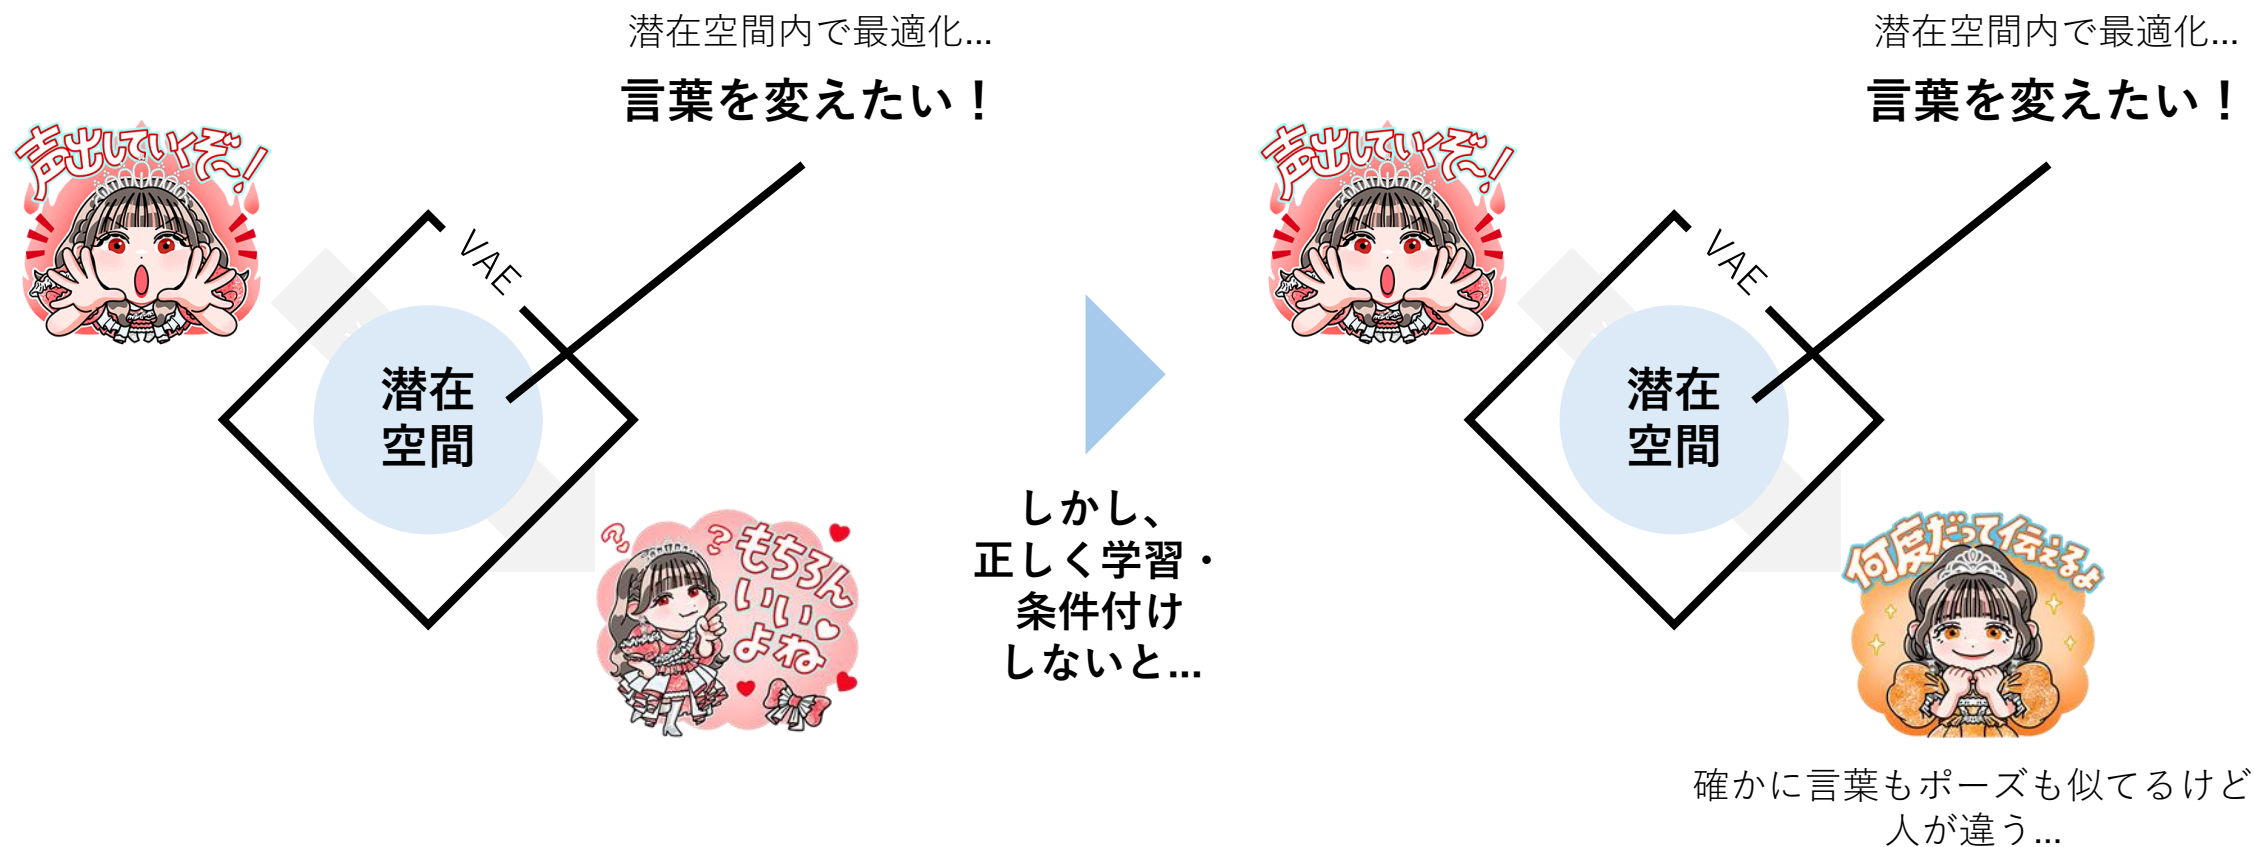 潜在空間内で最適化...
言葉を変えたい！
声出していくぞ～！
VAE
潜在
空間
？
？
もちろん
いい
よね
しかし、
正しく学習・
条件付け
しないと...
潜在空間内で最適化...
言葉を変えたい！
声出していくぞ～！
VAE
潜在
空間
何度だって伝えるよ
確かに言葉もポーズも似てるけど
人が違う...